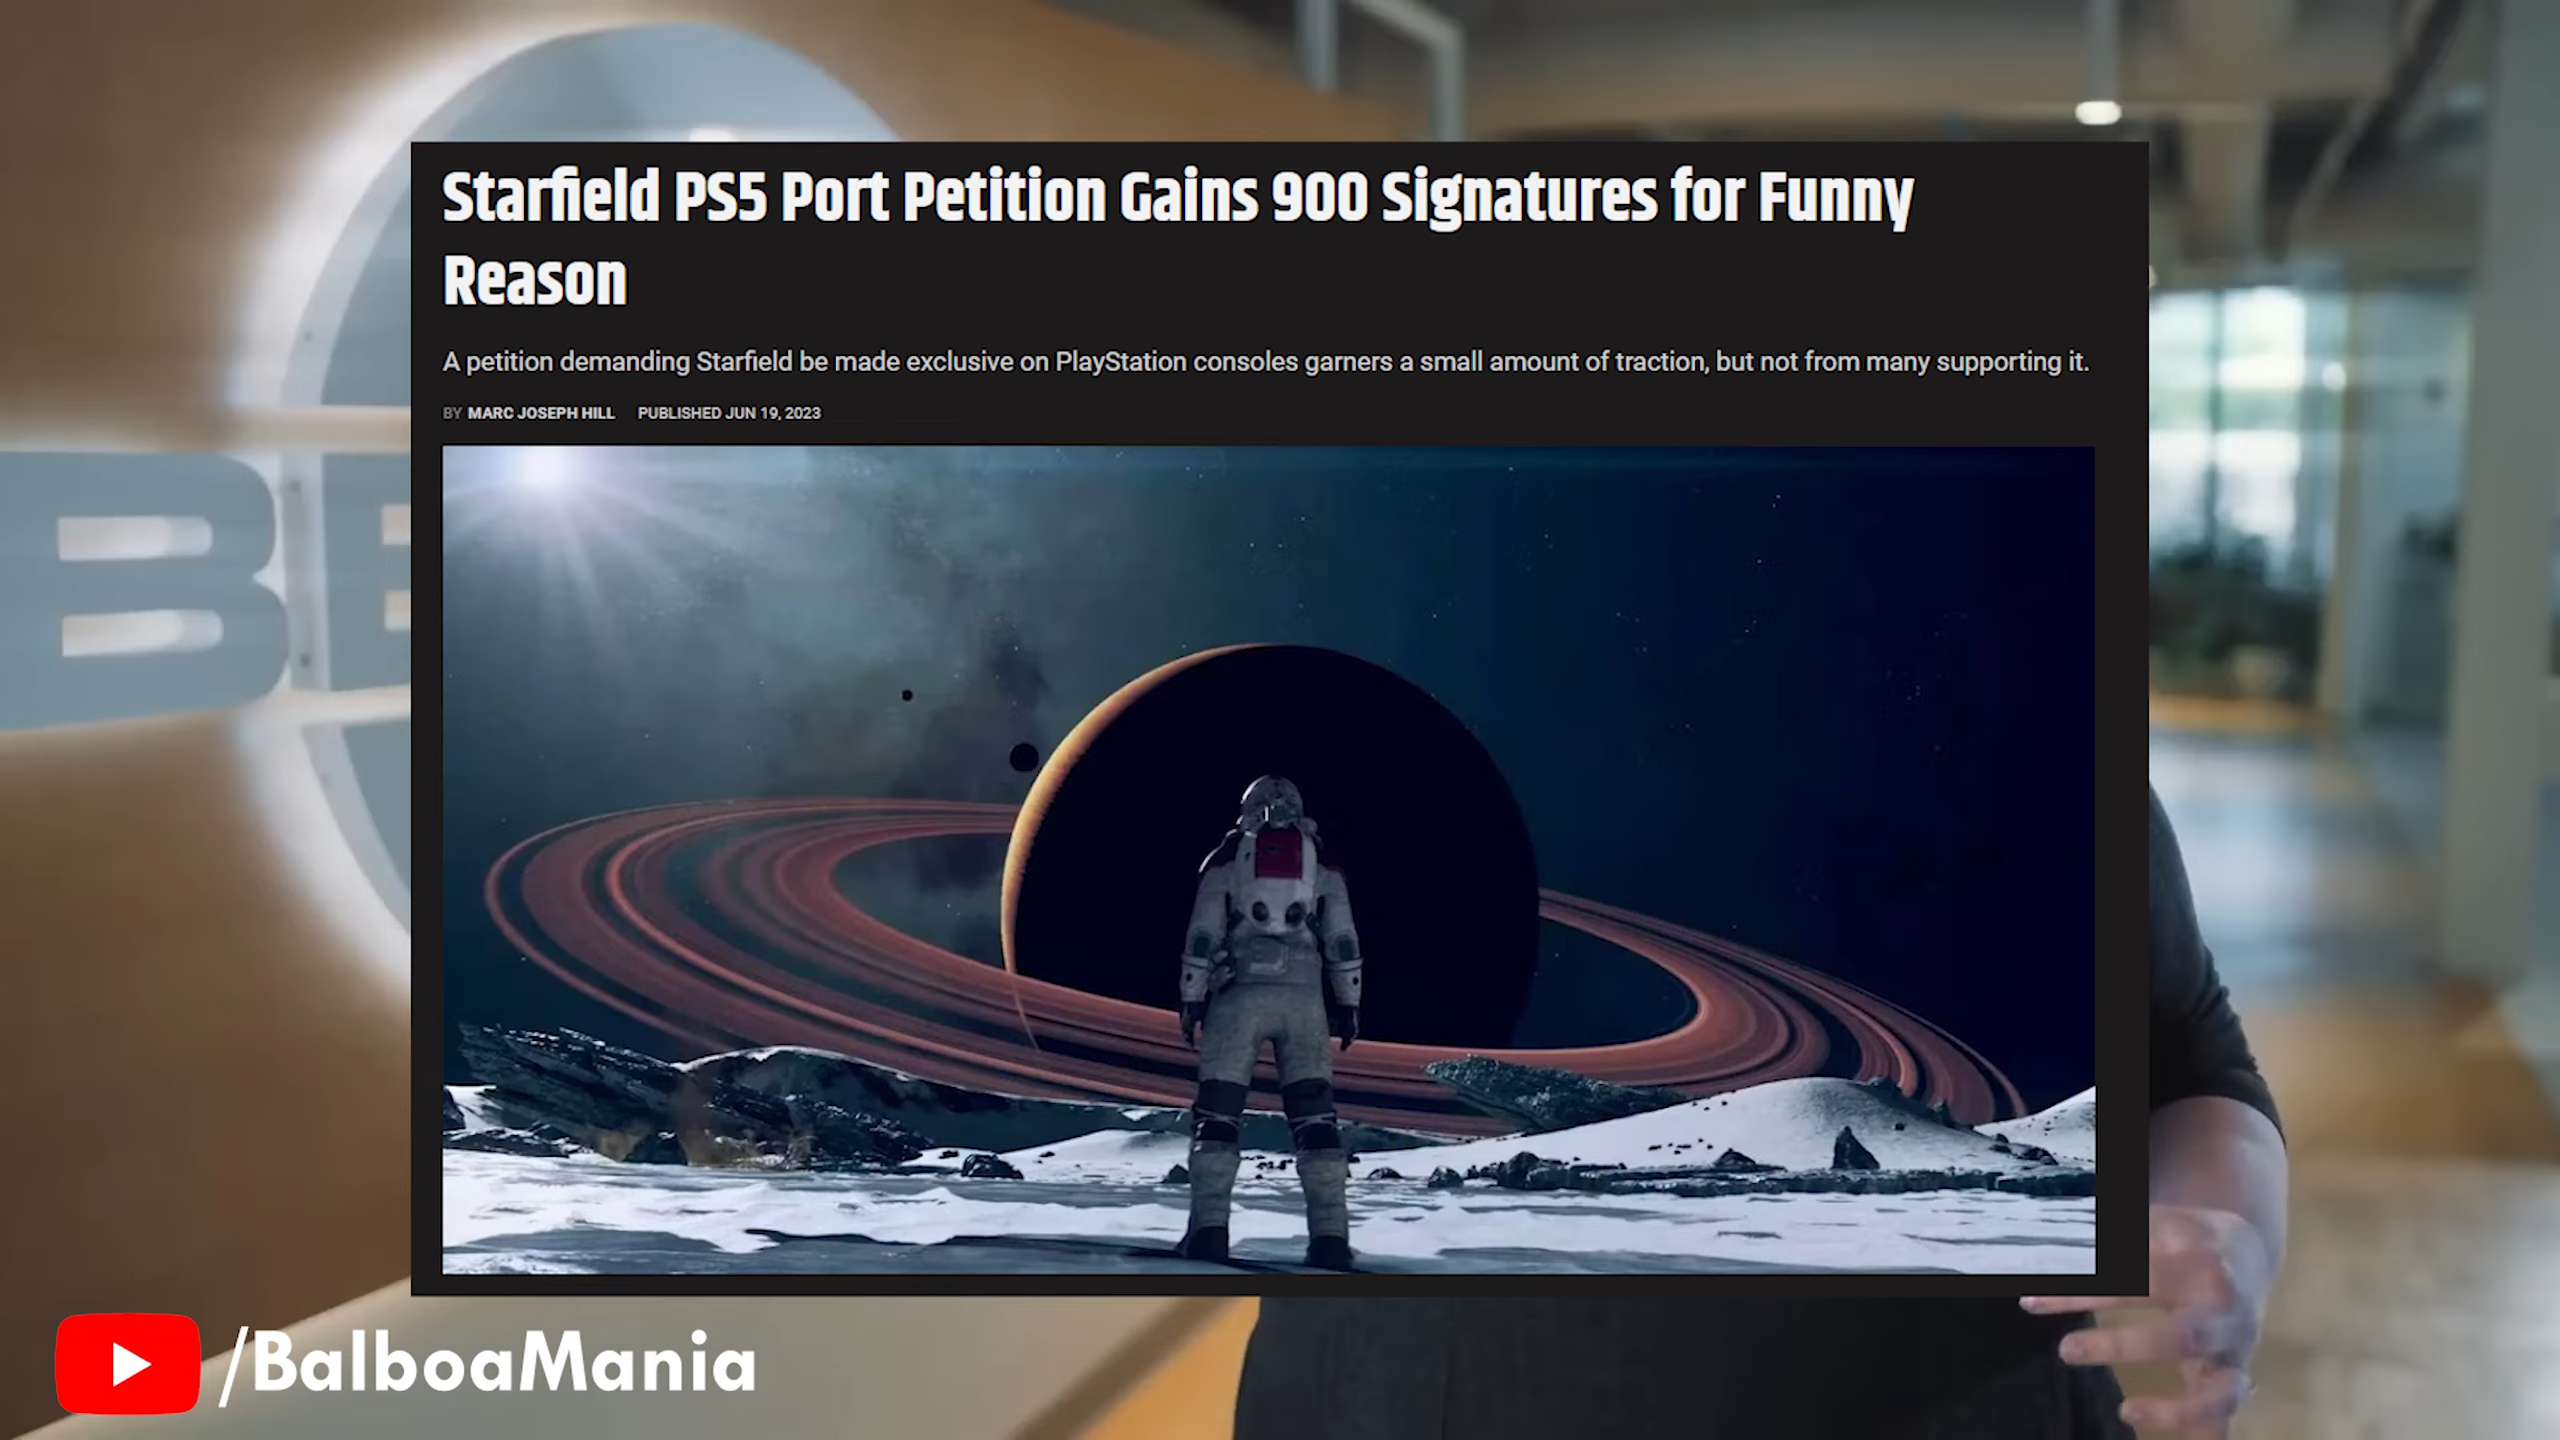 Starfield PS5 Port Petition Gains 900 Signatures for Funny
Reason
A petition demanding Starfield be made exclusive on PlayStation consoles garners a small amount of traction, but not from many supporting it.
BY MARC JOSEPH HILL PUBLISHED JUN 19, 2023
BE
/BalboaMania